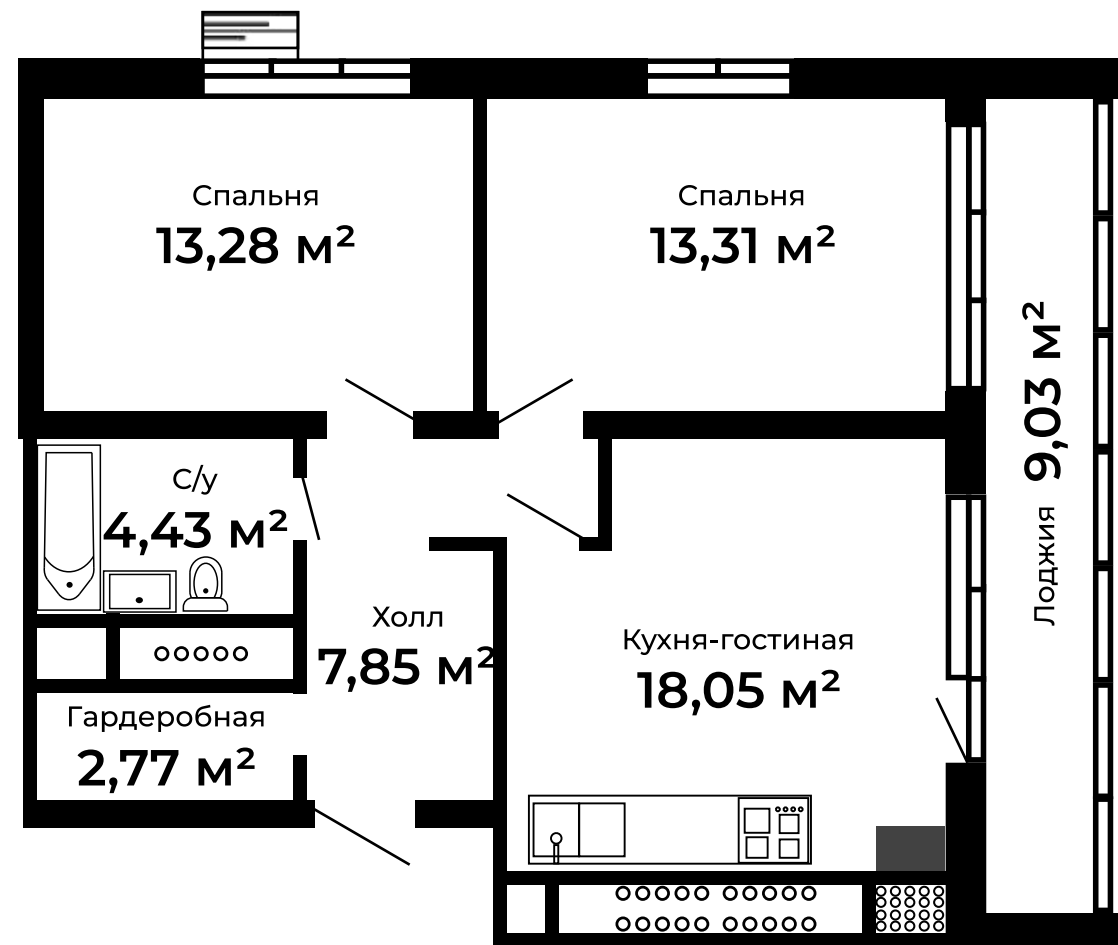 Спальня
13,28 м²
Спальня
13,31 м²
Лоджия 9,03 м²
С/у
4,43 м²
Холл
7,85 м²
Кухня-гостиная
18,05 м²
Гардеробная
2,77 м²